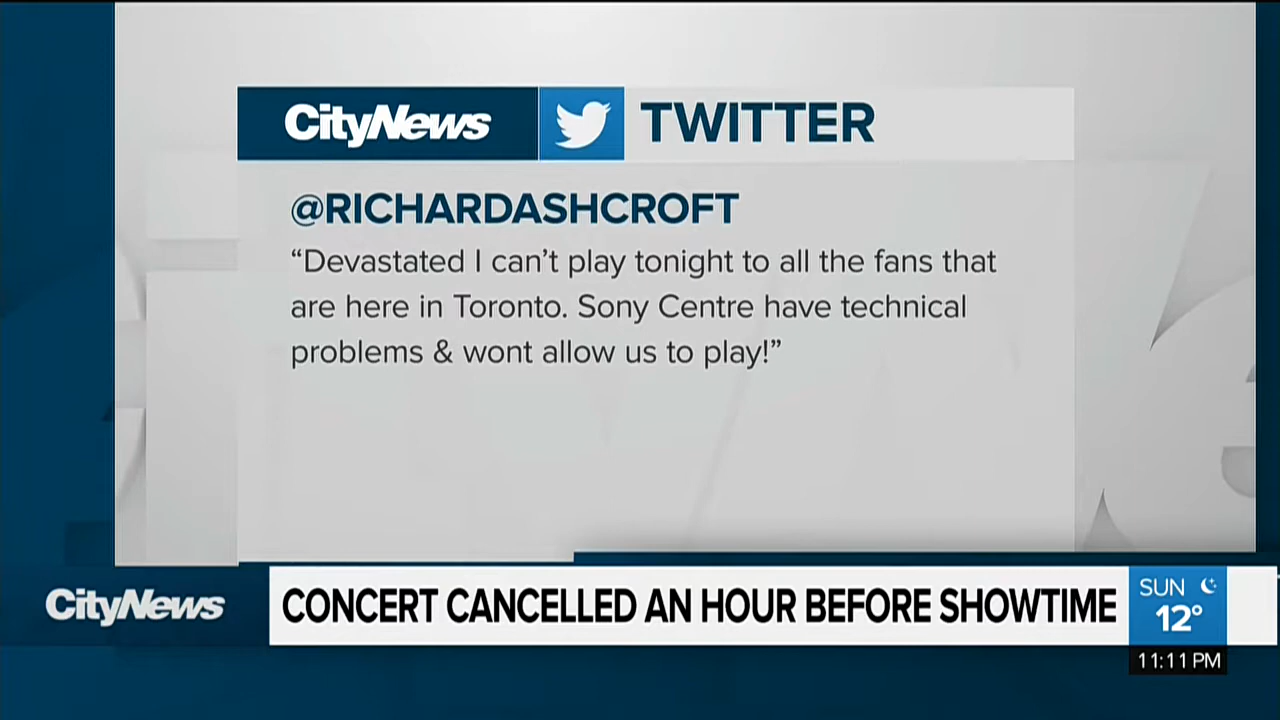 CityNews TWITTER
@RICHARDASHCROFT
“Devastated I can’t play tonight to all the fans that
are here in Toronto. Sony Centre have technical
problems & wont allow us to play!”
CityNews CONCERT CANCELLED AN HOUR BEFORE SHOWTIME SUN
12°
11:11 PM